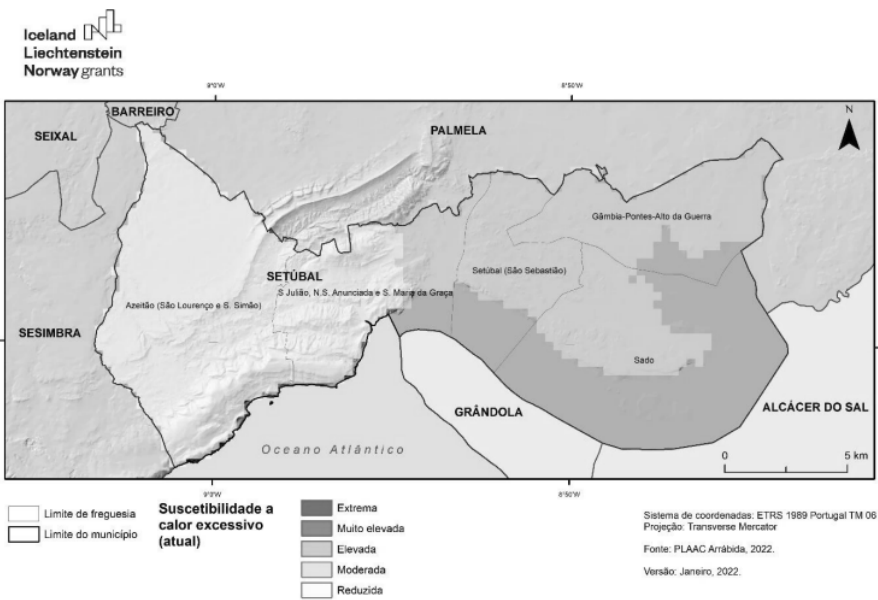 Iceland
Liechtenstein
Norway grants
9°0'W
8°50'W
BARREIRO
SEIXAL
PALMELA
N
Gâmbia-Pontes-Alto da Guerra
SETÚBAL
Setúbal (São Sebastião)
S Julião, N.S. Anunciada e S. Maria da Graça
Azeitão (São Lourenço e S. Simão)
SESIMBRA
Sado
GRÂNDOLA
ALCÁCER DO SAL
Oceano Atlântico
0 5 km
9°0'W
8°50'W
Limite de freguesia
Limite do município
Suscetibilidade a
calor excessivo
(atual)
Extrema
Muito elevada
Elevada
Moderada
Reduzida
Sistema de coordenadas: ETRS 1989 Portugal TM 06
Projeção: Transverse Mercator
Fonte: PLAAC Arrábida, 2022.
Versão: Janeiro, 2022.